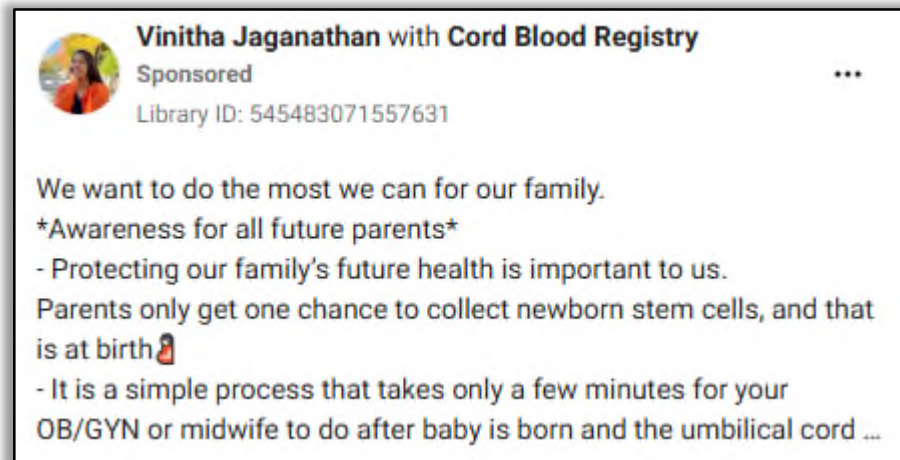 Vinitha Jaganathan with Cord Blood Registry
Sponsored
...
Library ID: 545483071557631
We want to do the most we can for our family.
*Awareness for all future parents*
- Protecting our family's future health is important to us.
Parents only get one chance to collect newborn stem cells, and that
is at birth
- It is a simple process that takes only a few minutes for your
OB/GYN or midwife to do after baby is born and the umbilical cord ...